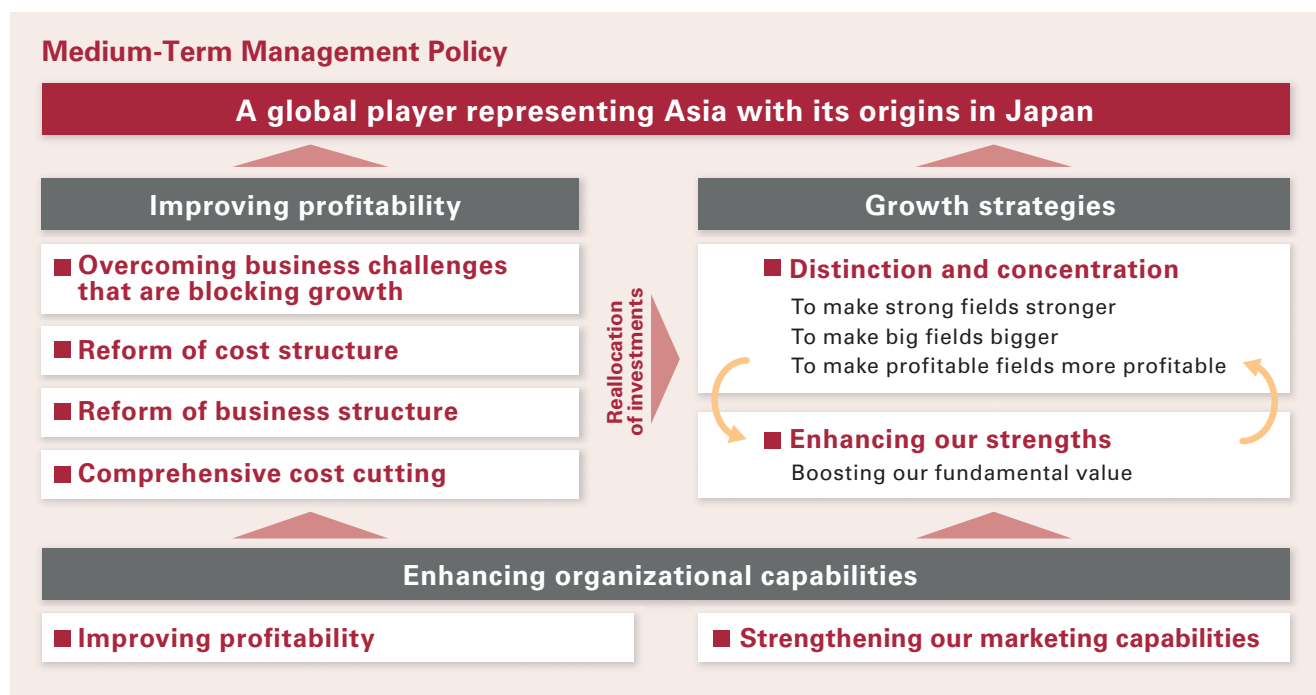 Medium-Term Management Policy
A global player representing Asia with its origins in Japan
Improving profitability
■ Overcoming business challenges
that are blocking growth
■ Reform of cost structure
■ Reform of business structure
■ Comprehensive cost cutting
Reallocation
of investments
Growth strategies
■ Distinction and concentration
To make strong fields stronger
To make big fields bigger
To make profitable fields more profitable
■ Enhancing our strengths
Boosting our fundamental value
Enhancing organizational capabilities
■ Improving profitability
■ Strengthening our marketing capabilities